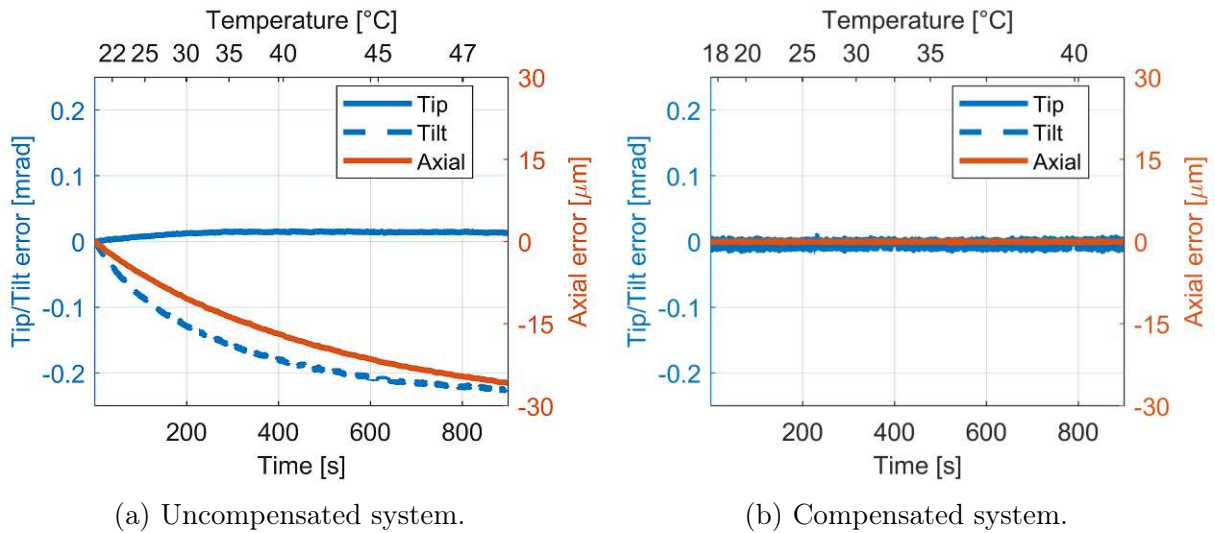 Temperature [°C]
22 25 30 35 40 45 47
0.2 30
Tip
Tilt
Axial
0.1 15
0 0
-0.1 -15
-0.2 -30
Tip/Tilt error [mrad]
Axial error [μm]
200 400 600 800
Time [s]
(a) Uncompensated system.
Temperature [°C]
18 20 25 30 35 40
0.2 30
Tip
Tilt
Axial
0.1 15
0 0
-0.1 -15
-0.2 -30
Tip/Tilt error [mrad]
Axial error [μm]
200 400 600 800
Time [s]
(b) Compensated system.